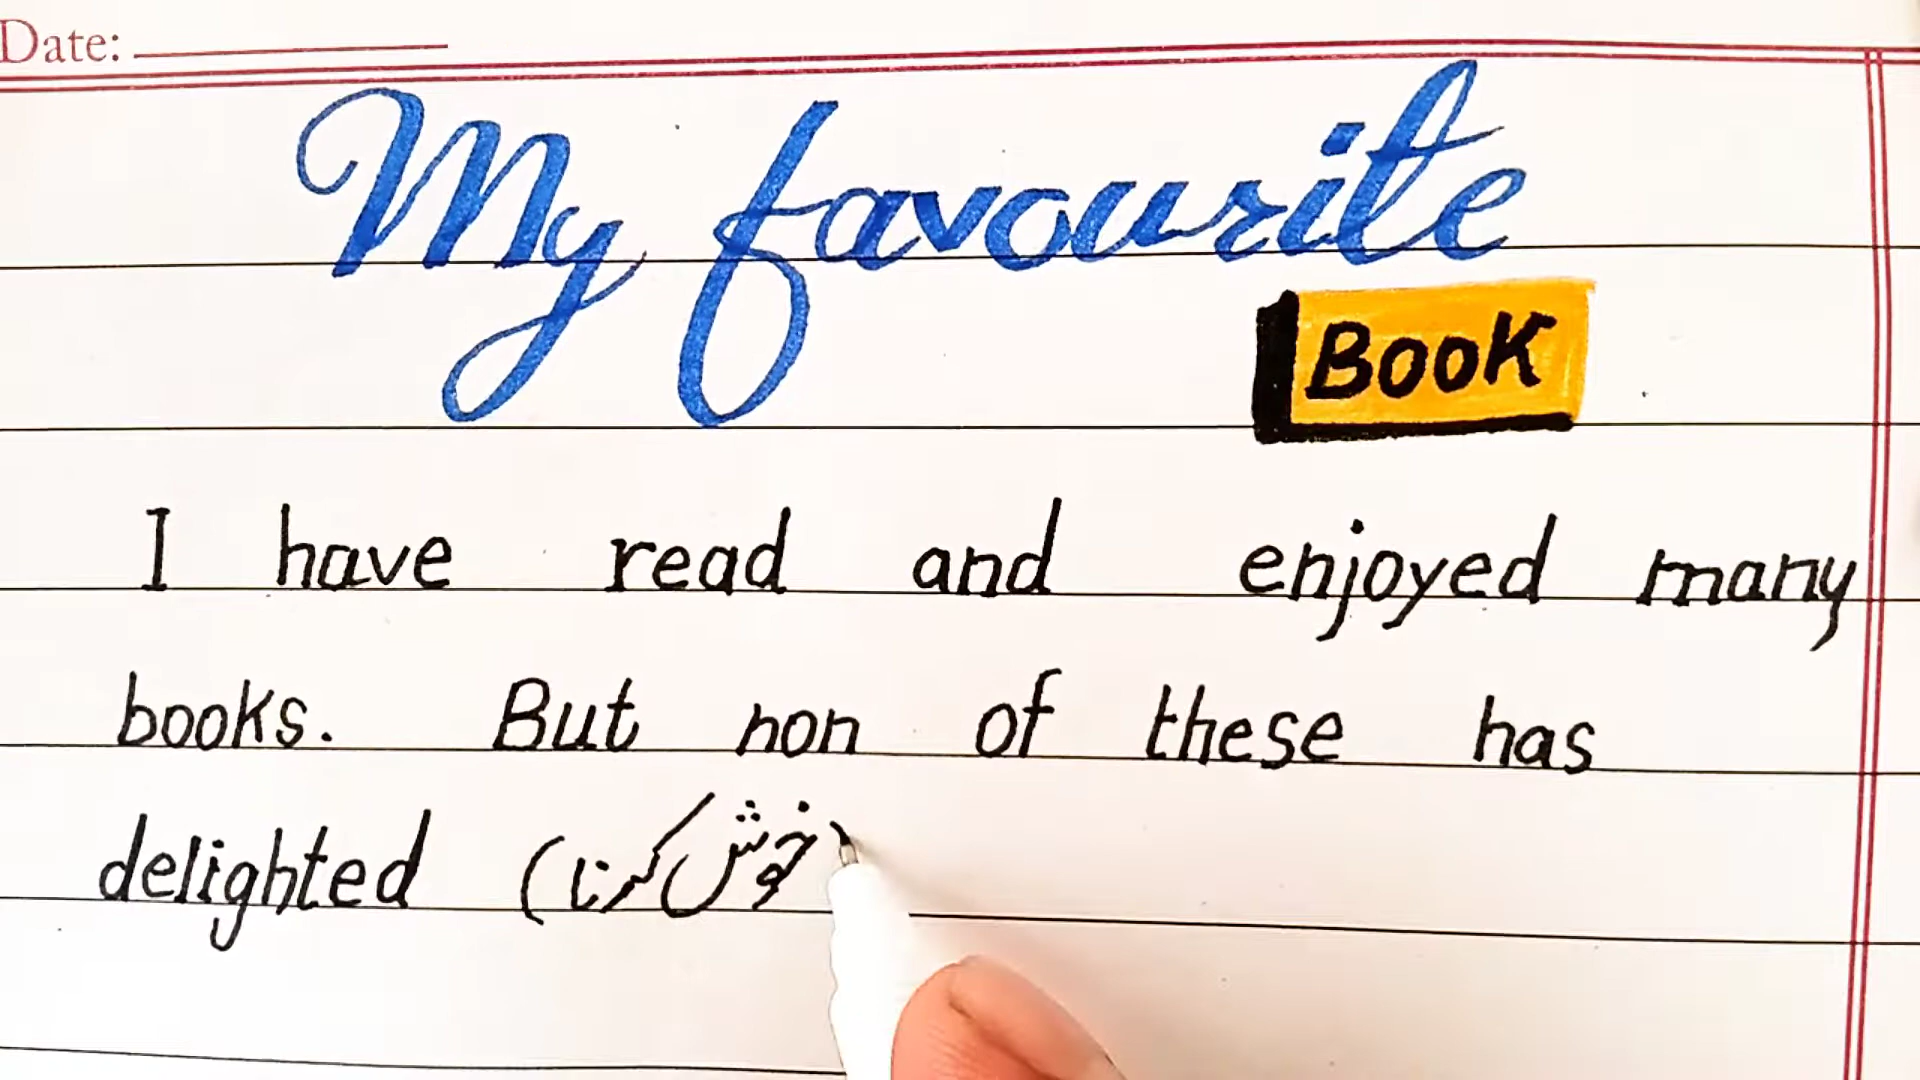 Date:
My favourite
BOOK
I have read and enjoyed many
books. But non of these has
delighted (خوش کرنا)